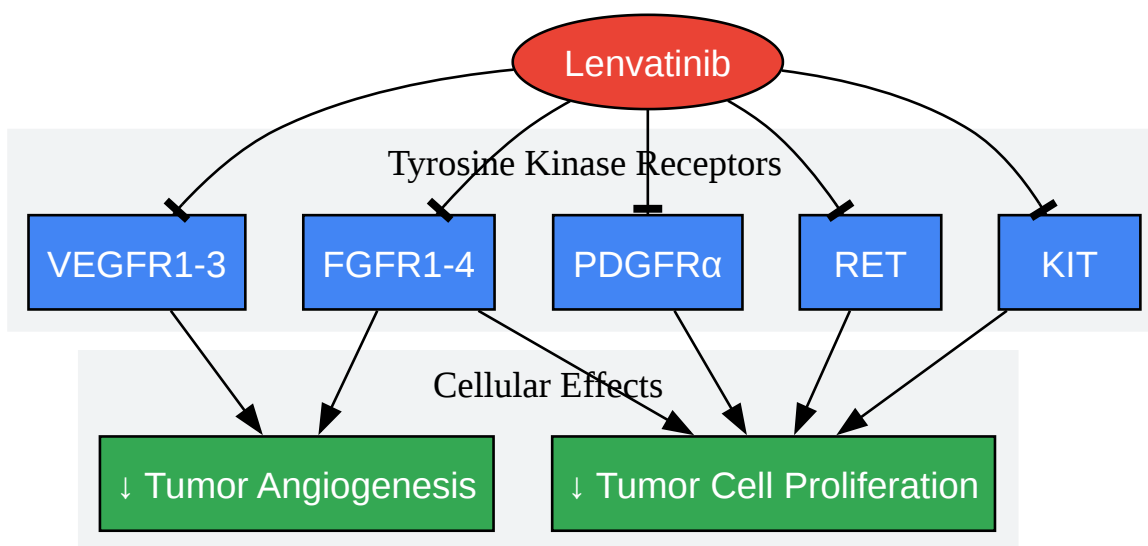 Lenvatinib
Tyrosine Kinase Receptors
VEGFR1-3
FGFR1-4
PDGFRα
RET
KIT
Cellular Effects
↓ Tumor Angiogenesis
↓ Tumor Cell Proliferation